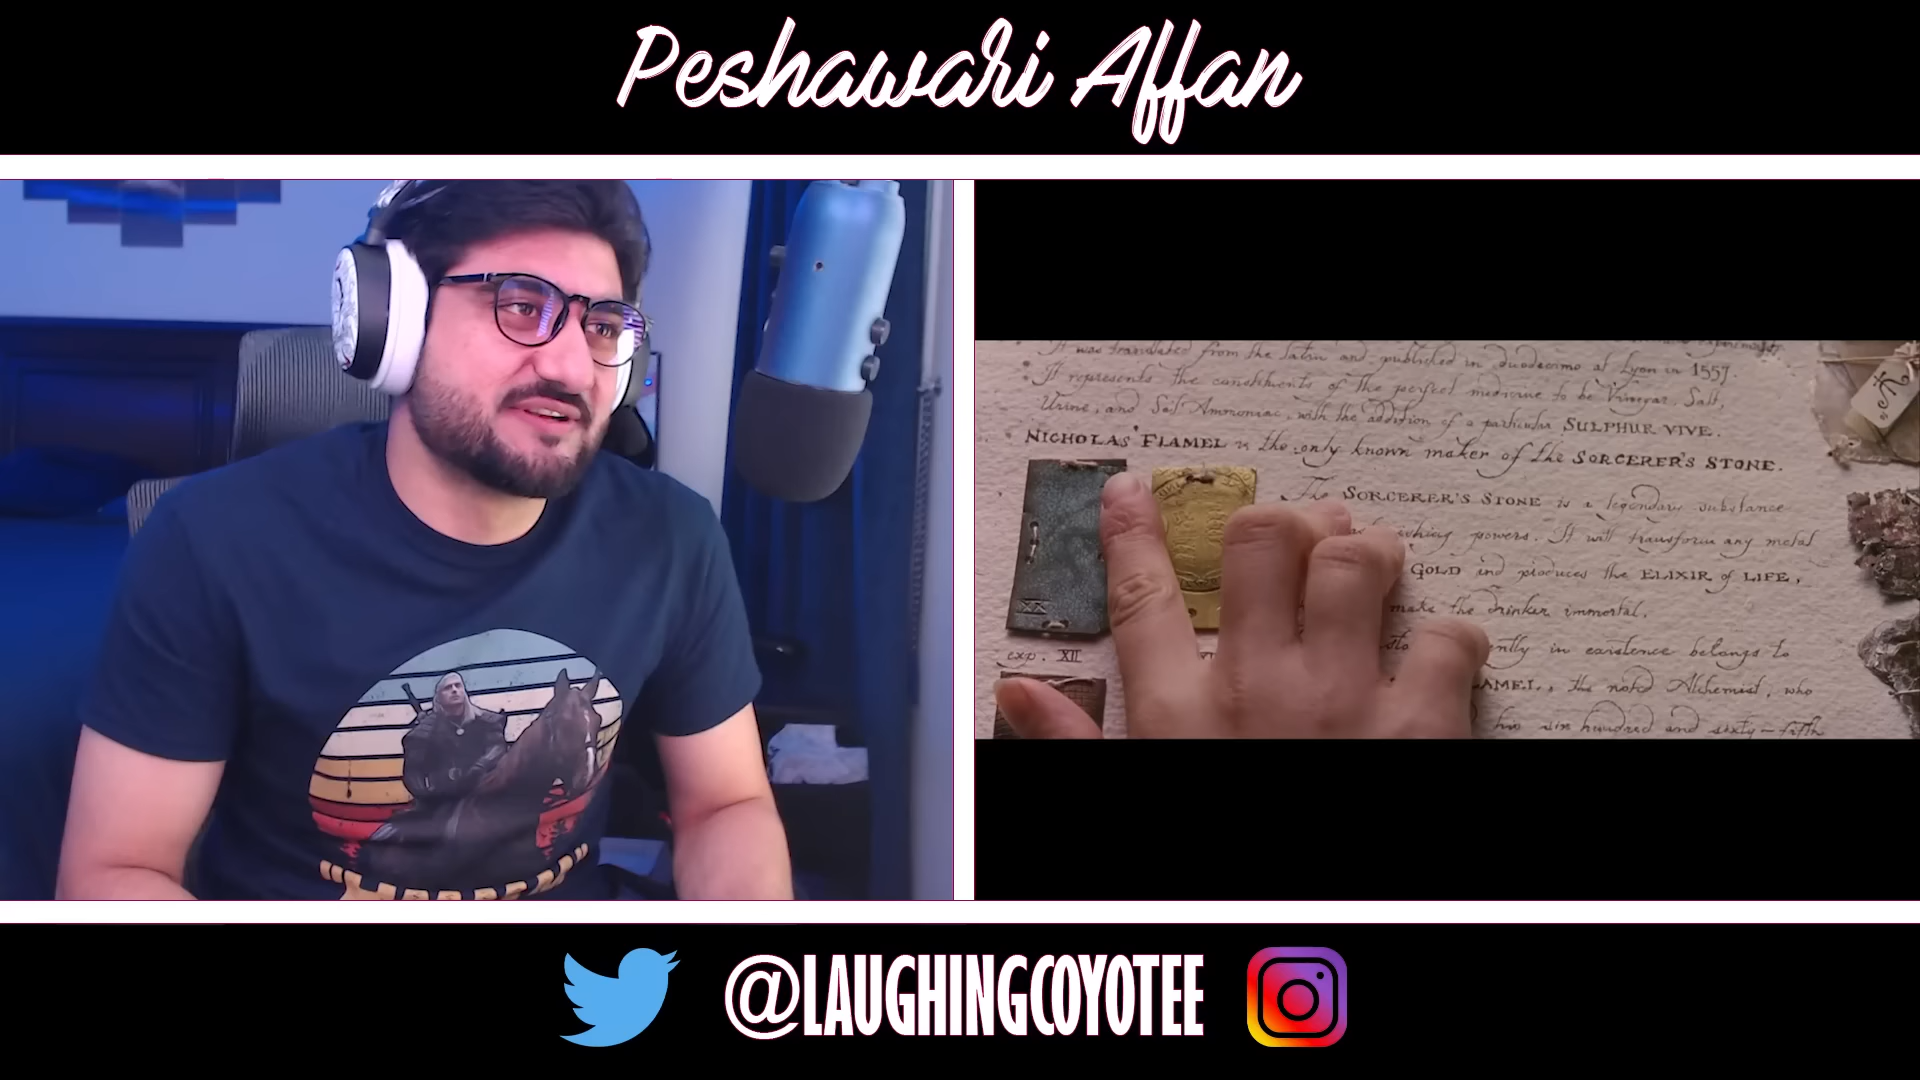 Peshawari Affan
It was translated from the Latin and published in duodecimo at Lyon in 1557.
It represents the constituents of the perfect medicine to be Vinegar, Salt,
Urine, and Sal Ammoniac, with the addition of a particular SULPHUR VIVE.
NICHOLAS FLAMEL is the only known maker of the SORCERER'S STONE.
The SORCERER'S STONE is a legendary substance
powers. It will transform any metal
GOLD and produces the ELIXIR of LIFE,
make the drinker immortal.
in existence belongs to
exp. XII
the noted Alchemist, who
his six hundred and sixty-fifth
@LAUGHINGCOYOTEE